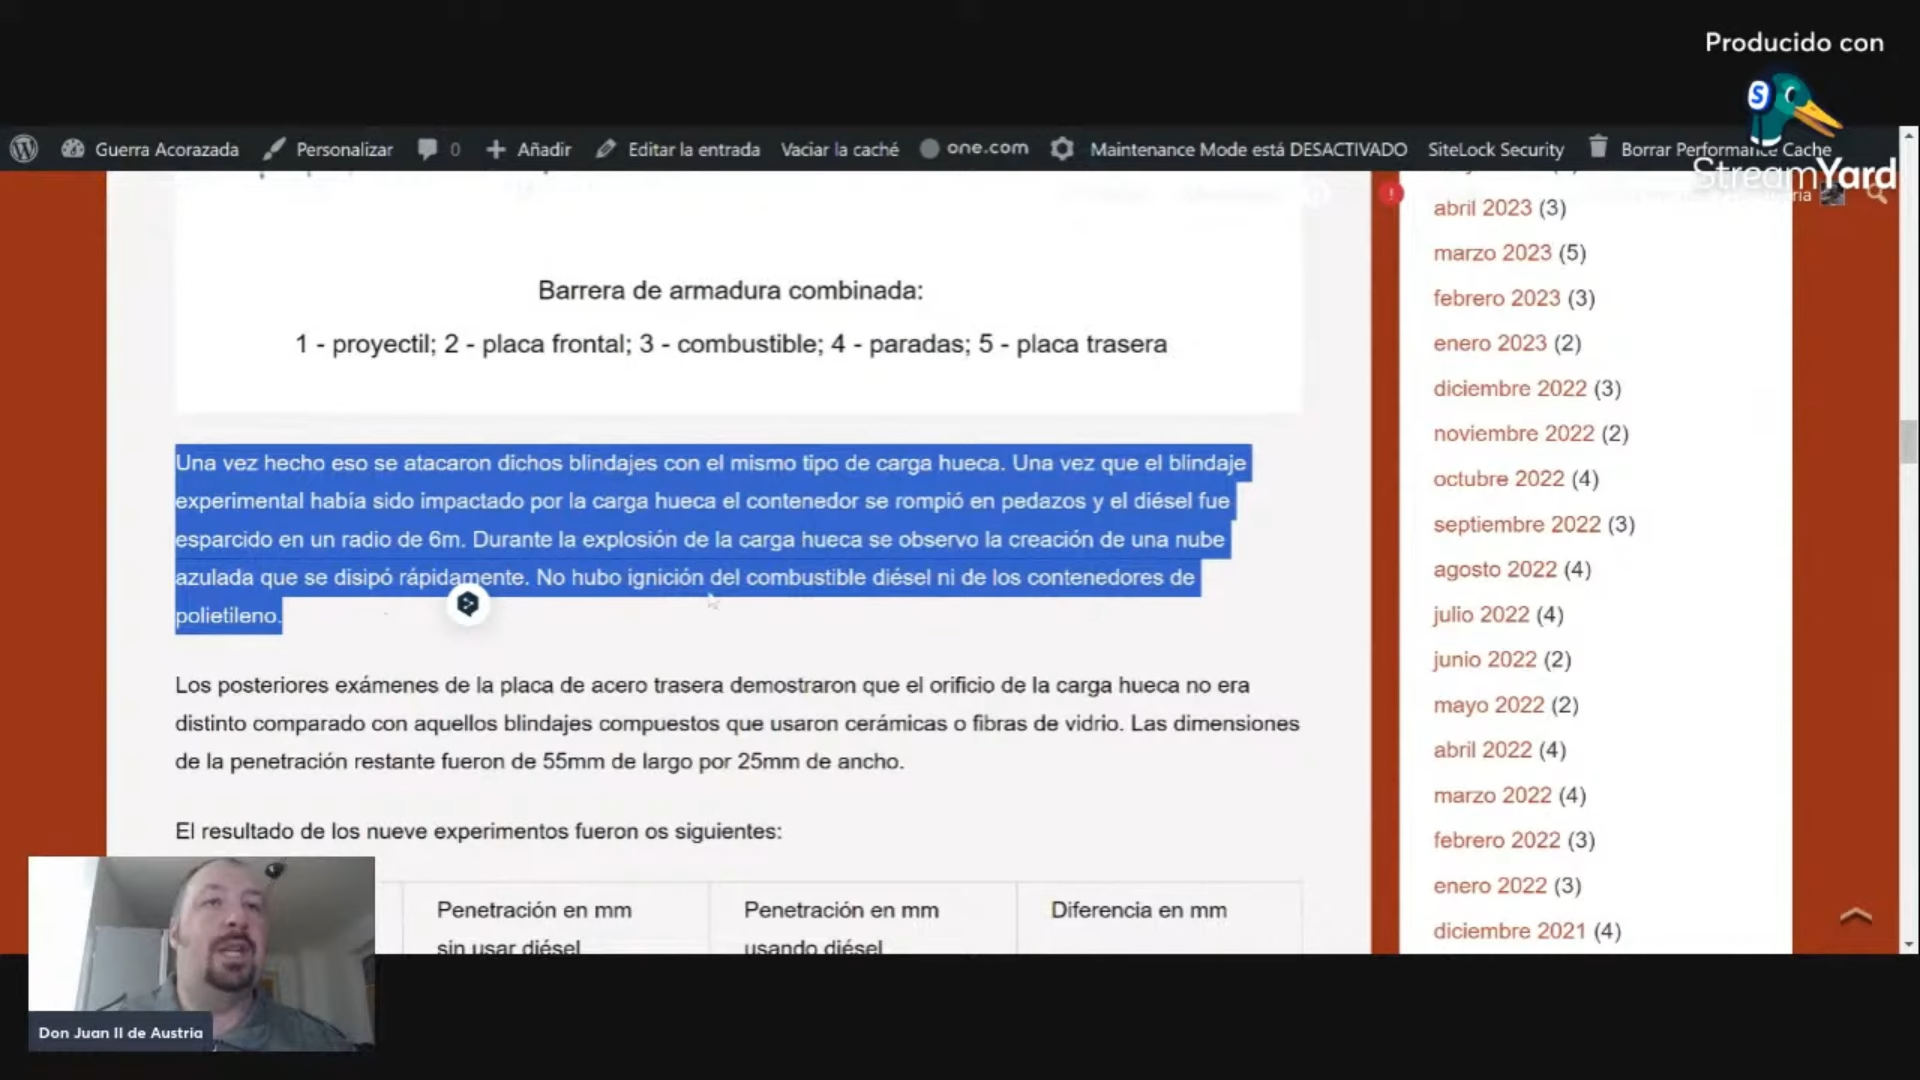 Producido con
S
StreamYard
Guerra Acorazada Personalizar 0 Añadir Editar la entrada Vaciar la caché one.com Maintenance Mode está DESACTIVADO SiteLock Security Borrar Performance Cache
Barrera de armadura combinada:
1 - proyectil; 2 - placa frontal; 3 - combustible; 4 - paradas; 5 - placa trasera
Una vez hecho eso se atacaron dichos blindajes con el mismo tipo de carga hueca. Una vez que el blindaje
experimental había sido impactado por la carga hueca el contenedor se rompió en pedazos y el diésel fue
esparcido en un radio de 6m. Durante la explosión de la carga hueca se observo la creación de una nube
azulada que se disipó rápidamente. No hubo ignición del combustible diésel ni de los contenedores de
polietileno.
Los posteriores exámenes de la placa de acero trasera demostraron que el orificio de la carga hueca no era
distinto comparado con aquellos blindajes compuestos que usaron cerámicas o fibras de vidrio. Las dimensiones
de la penetración restante fueron de 55mm de largo por 25mm de ancho.
El resultado de los nueve experimentos fueron os siguientes:
Penetración en mm
sin usar diésel
Penetración en mm
usando diésel
Diferencia en mm
abril 2023 (3)
marzo 2023 (5)
febrero 2023 (3)
enero 2023 (2)
diciembre 2022 (3)
noviembre 2022 (2)
octubre 2022 (4)
septiembre 2022 (3)
agosto 2022 (4)
julio 2022 (4)
junio 2022 (2)
mayo 2022 (2)
abril 2022 (4)
marzo 2022 (4)
febrero 2022 (3)
enero 2022 (3)
diciembre 2021 (4)
Don Juan II de Austria